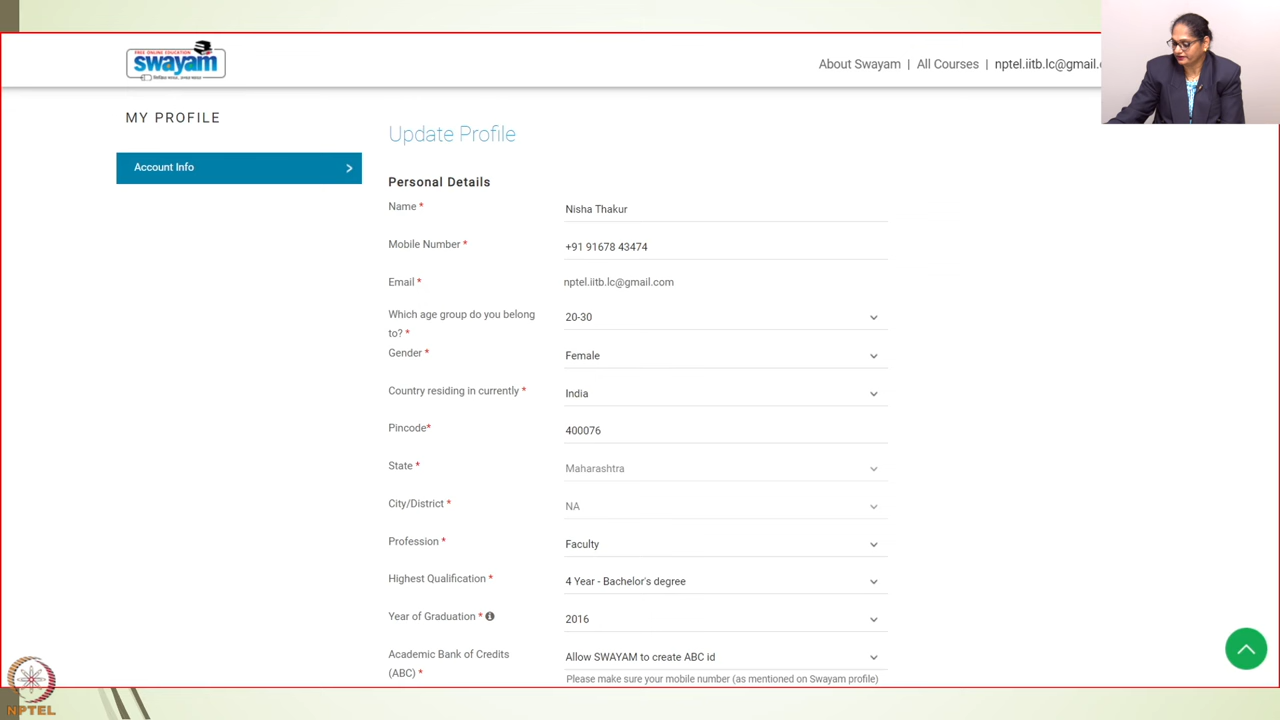 FREE ONLINE EDUCATION
swayam
About Swayam | All Courses | nptel.iitb.lc@gmail.c
MY PROFILE
Account Info
Update Profile
Personal Details
Name * Nisha Thakur
Mobile Number * +91 91678 43474
Email * nptel.iitb.lc@gmail.com
Which age group do you belong to? * 20-30
Gender * Female
Country residing in currently * India
Pincode* 400076
State * Maharashtra
City/District * NA
Profession * Faculty
Highest Qualification * 4 Year - Bachelor's degree
Year of Graduation * 2016
Academic Bank of Credits (ABC) * Allow SWAYAM to create ABC id
Please make sure your mobile number (as mentioned on Swayam profile)
NPTEL